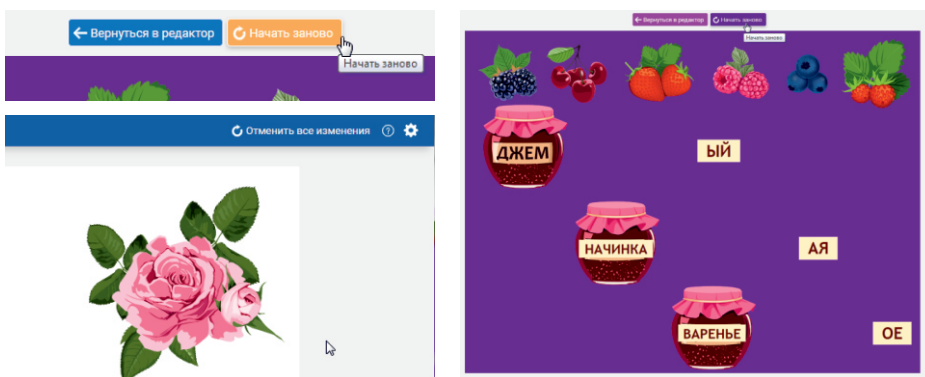 Вернуться в редактор Начать заново
Начать заново
Отменить все изменения
Вернуться в редактор Начать заново
Начать заново
ДЖЕМ ЫЙ
НАЧИНКА АЯ
ВАРЕНЬЕ ОЕ